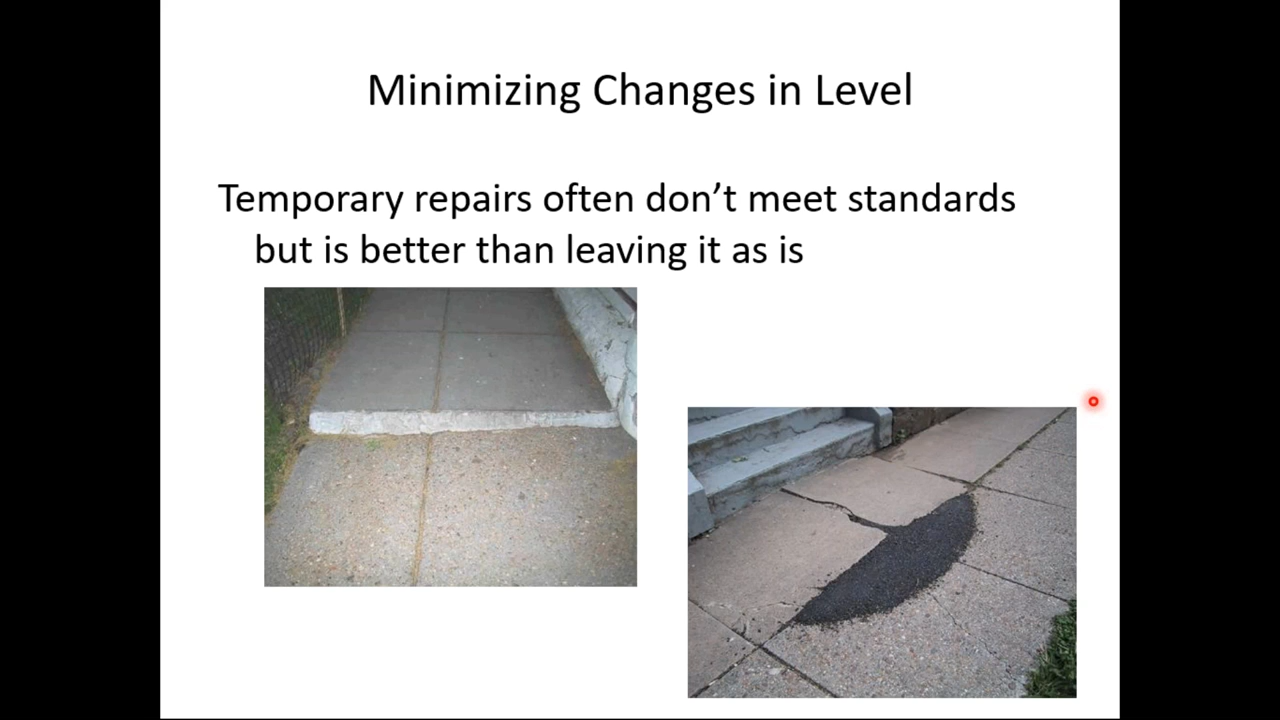 Minimizing Changes in Level
Temporary repairs often don’t meet standards
but is better than leaving it as is